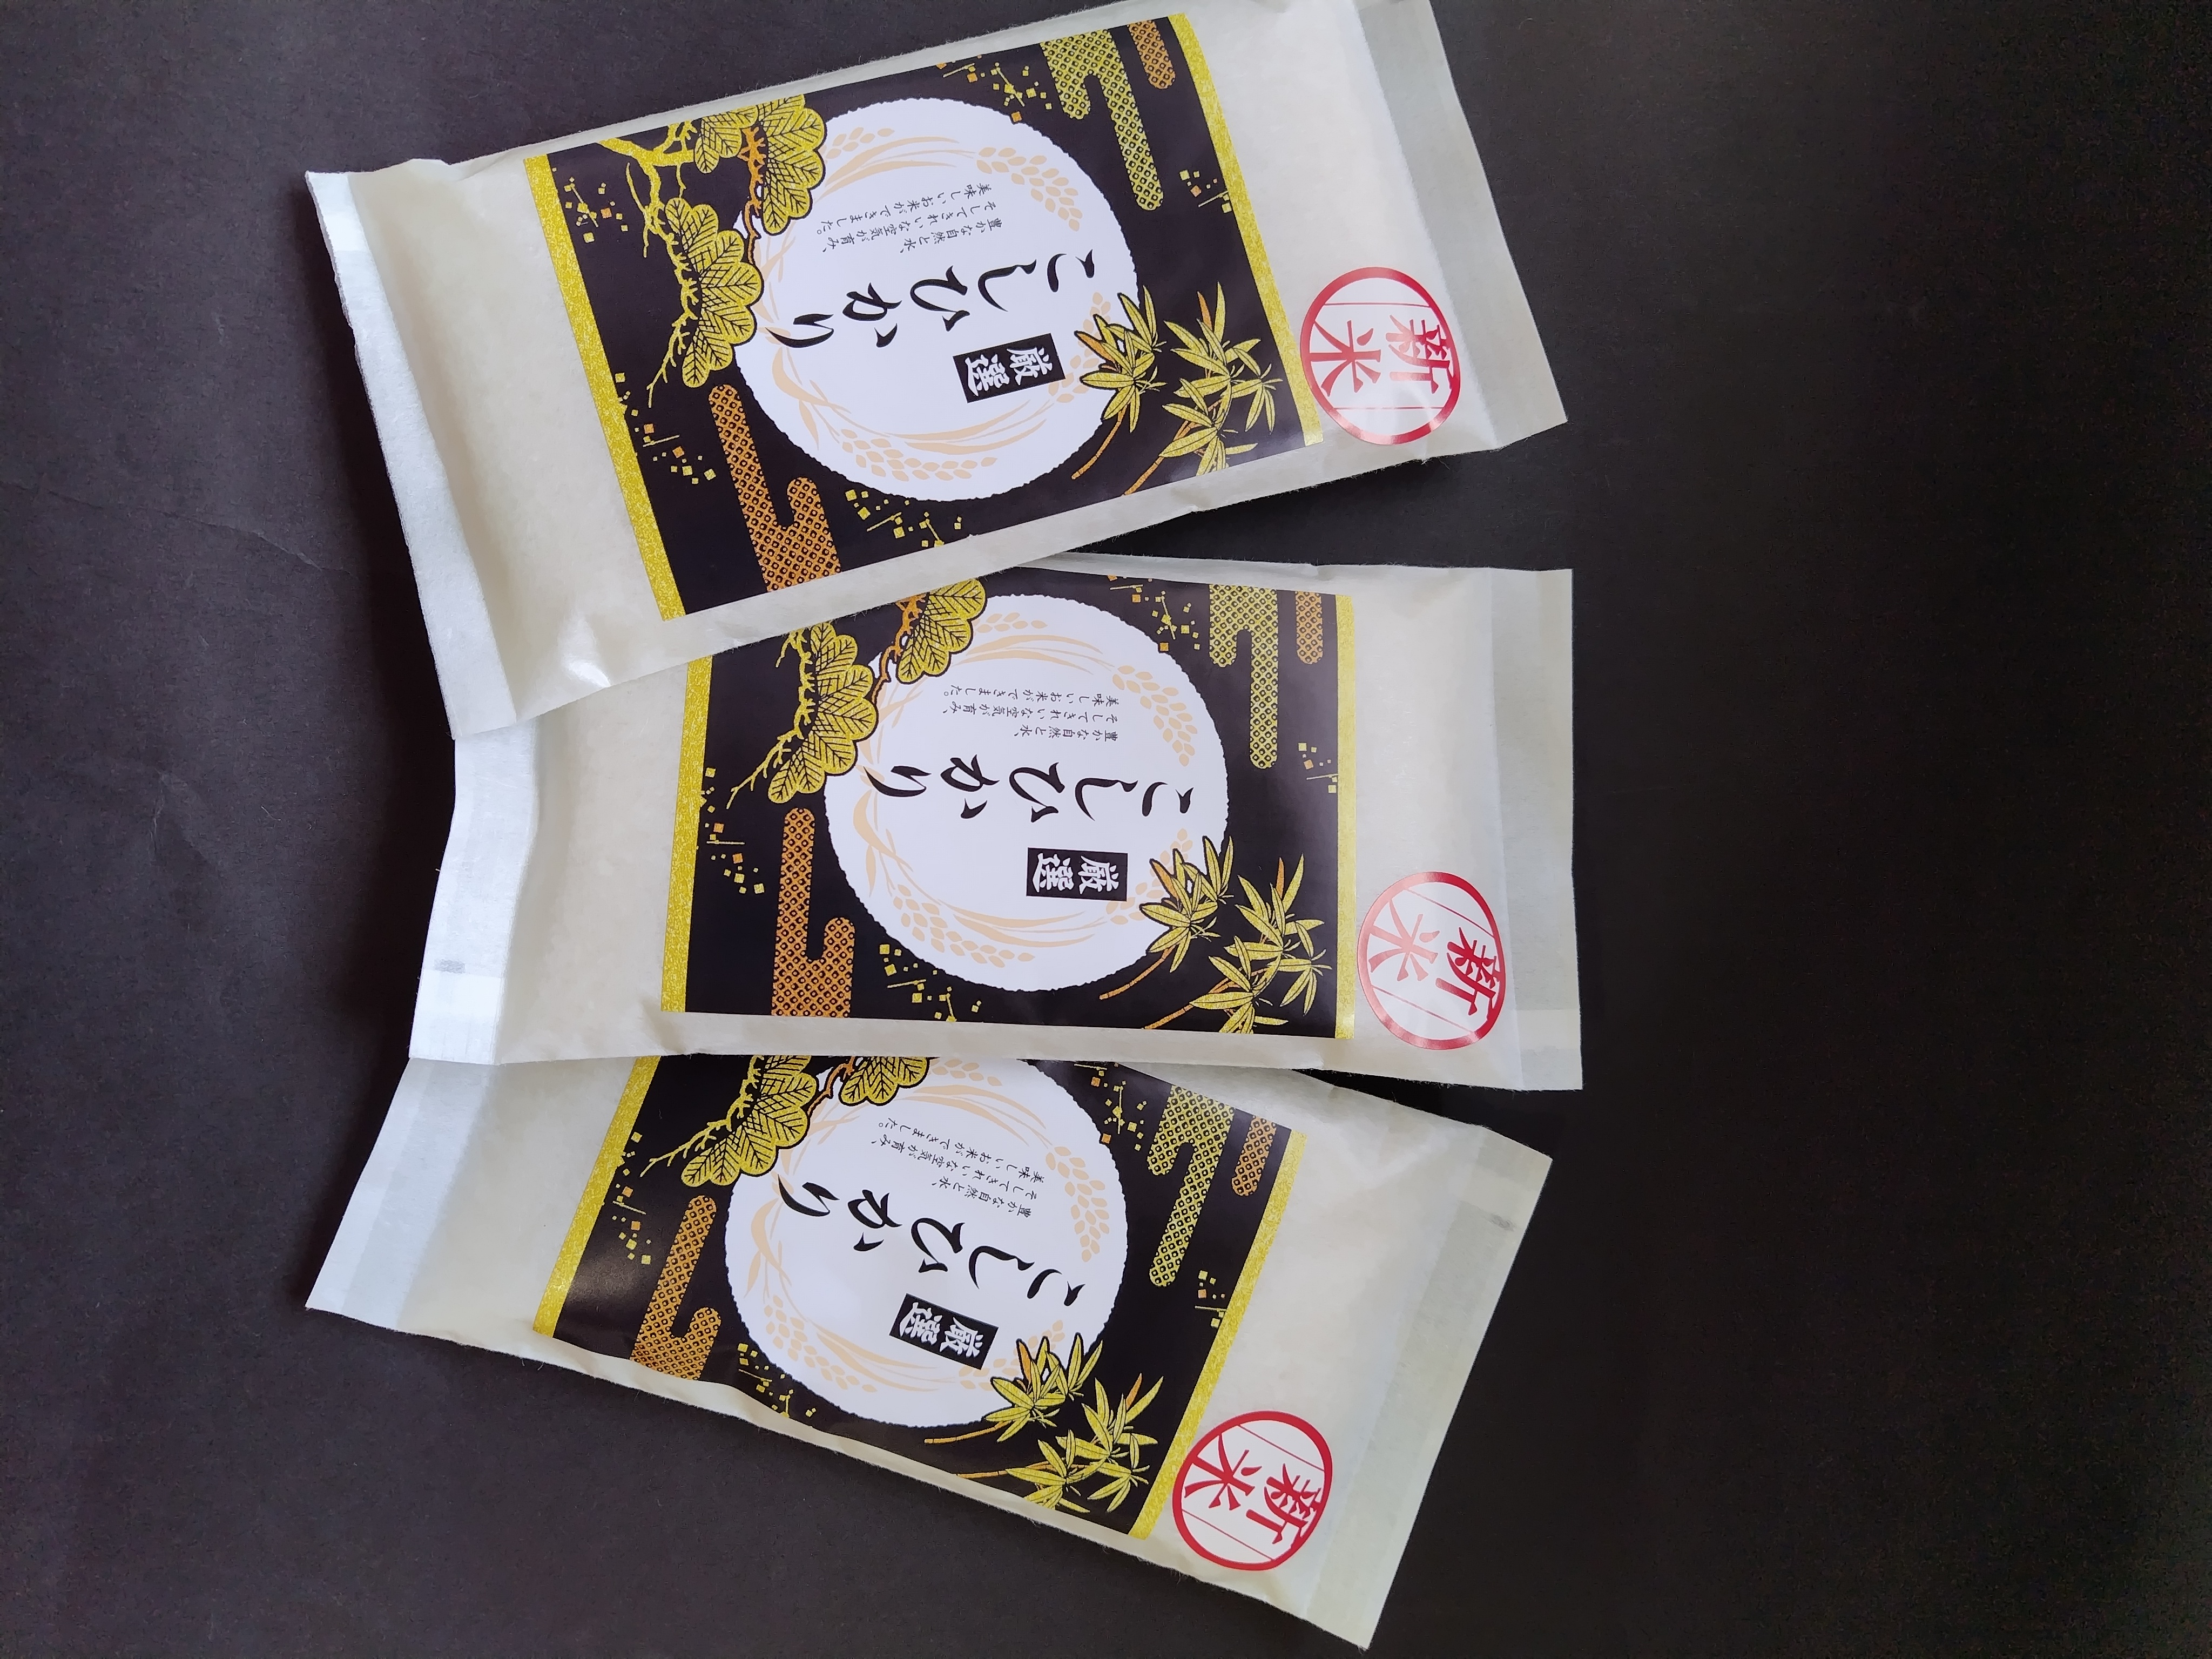 新米
厳選
こしひかり
豊かな自然と水、
そしてきれいな空気が育み、
美味しいお米ができました。
新米
厳選
こしひかり
豊かな自然と水、
そしてきれいな空気が育み、
美味しいお米ができました。
新米
厳選
こしひかり
豊かな自然と水、
そしてきれいな空気が育み、
美味しいお米ができました。